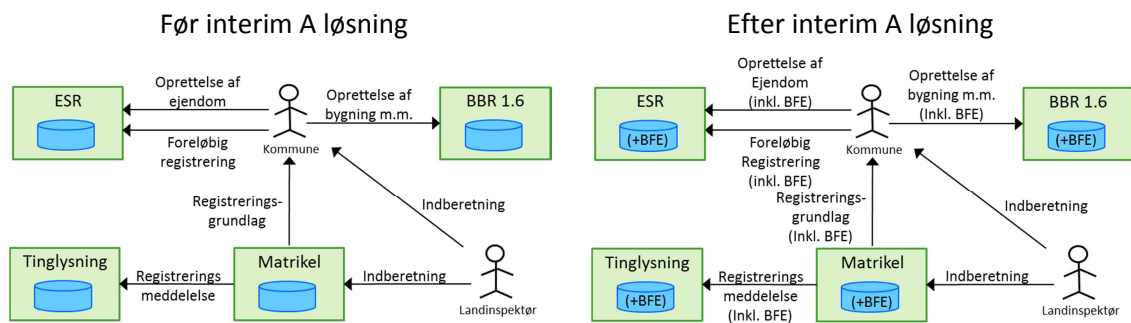 Før interim A løsning
Oprettelse af
ejendom
ESR
Oprettelse af
bygning m.m.
BBR 1.6
Foreløbig
registrering
Kommune
Registrerings-
grundlag
Indberetning
Tinglysning
Registrerings
meddelelse
Matrikel
Indberetning
Landinspektør
Efter interim A løsning
Oprettelse af
Ejendom
(inkl. BFE)
ESR
(+BFE)
Oprettelse af
bygning m.m.
(Inkl. BFE)
BBR 1.6
(+BFE)
Foreløbig
Registrering
(inkl. BFE)
Kommune
Registrerings-
grundlag
(Inkl. BFE)
Indberetning
Tinglysning
(+BFE)
Registrerings
meddelelse
(Inkl. BFE)
Matrikel
(+BFE)
Indberetning
Landinspektør